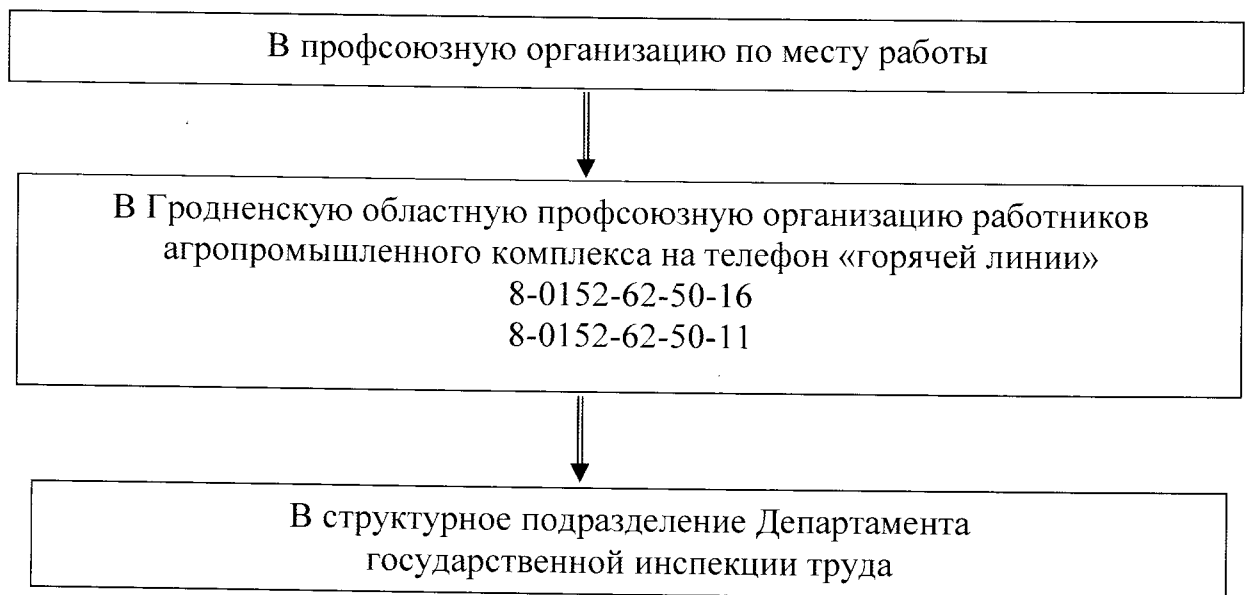 В профсоюзную организацию по месту работы
В Гродненскую областную профсоюзную организацию работников
агропромышленного комплекса на телефон «горячей линии»
8-0152-62-50-16
8-0152-62-50-11
В структурное подразделение Департамента
государственной инспекции труда